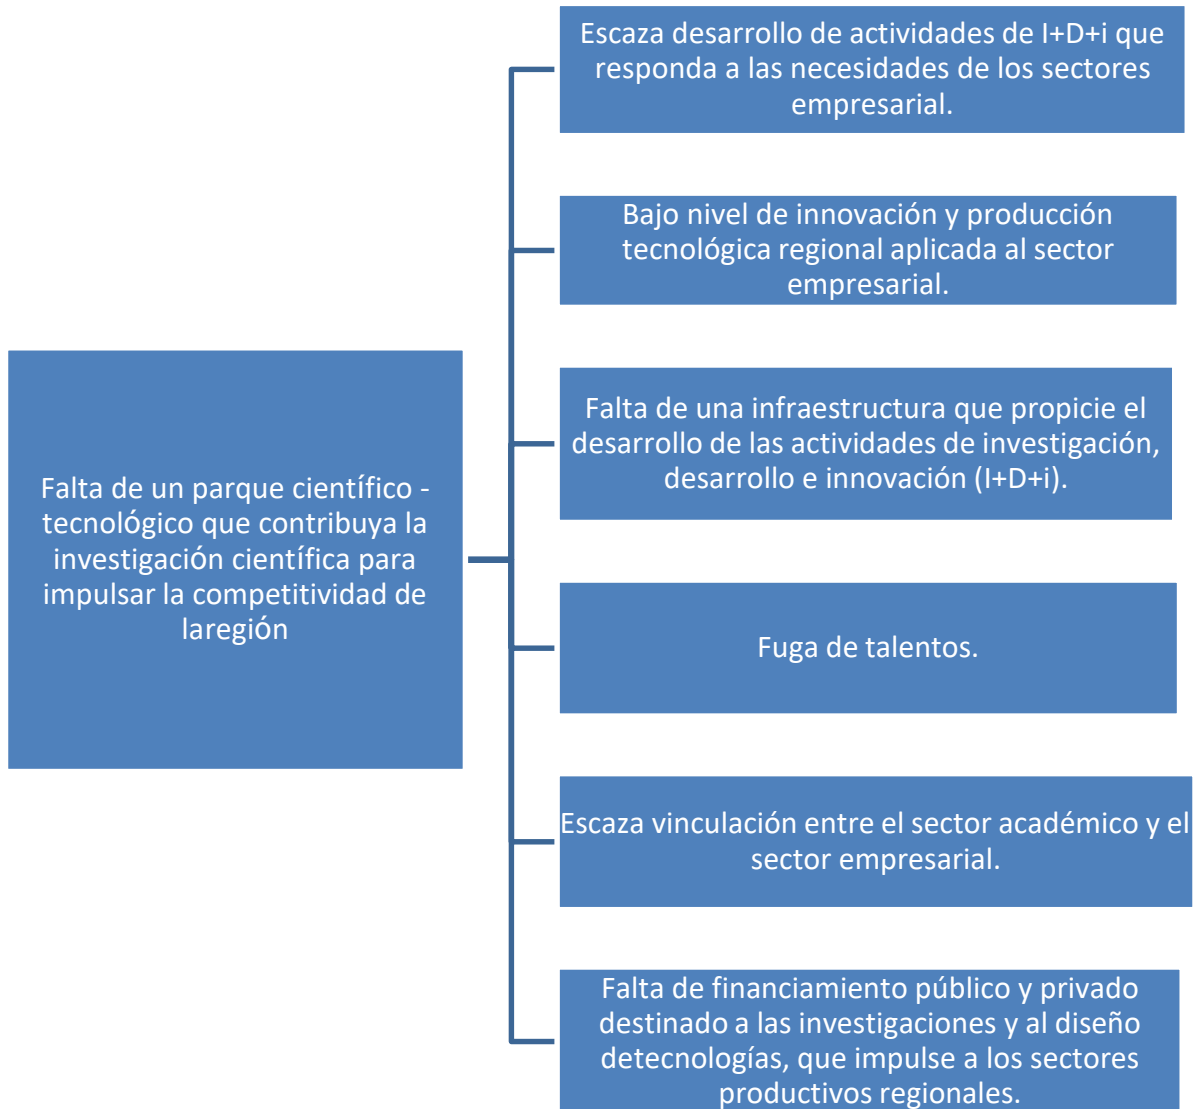 Escaza desarrollo de actividades de I+D+i que
responda a las necesidades de los sectores
empresarial.
Bajo nivel de innovación y producción
tecnológica regional aplicada al sector
empresarial.
Falta de una infraestructura que propicie el
desarrollo de las actividades de investigación,
desarrollo e innovación (I+D+i).
Falta de un parque científico -
tecnológico que contribuya la
investigación científica para
impulsar la competitividad de
laregión
Fuga de talentos.
Escaza vinculación entre el sector académico y el
sector empresarial.
Falta de financiamiento público y privado
destinado a las investigaciones y al diseño
detecnologías, que impulse a los sectores
productivos regionales.